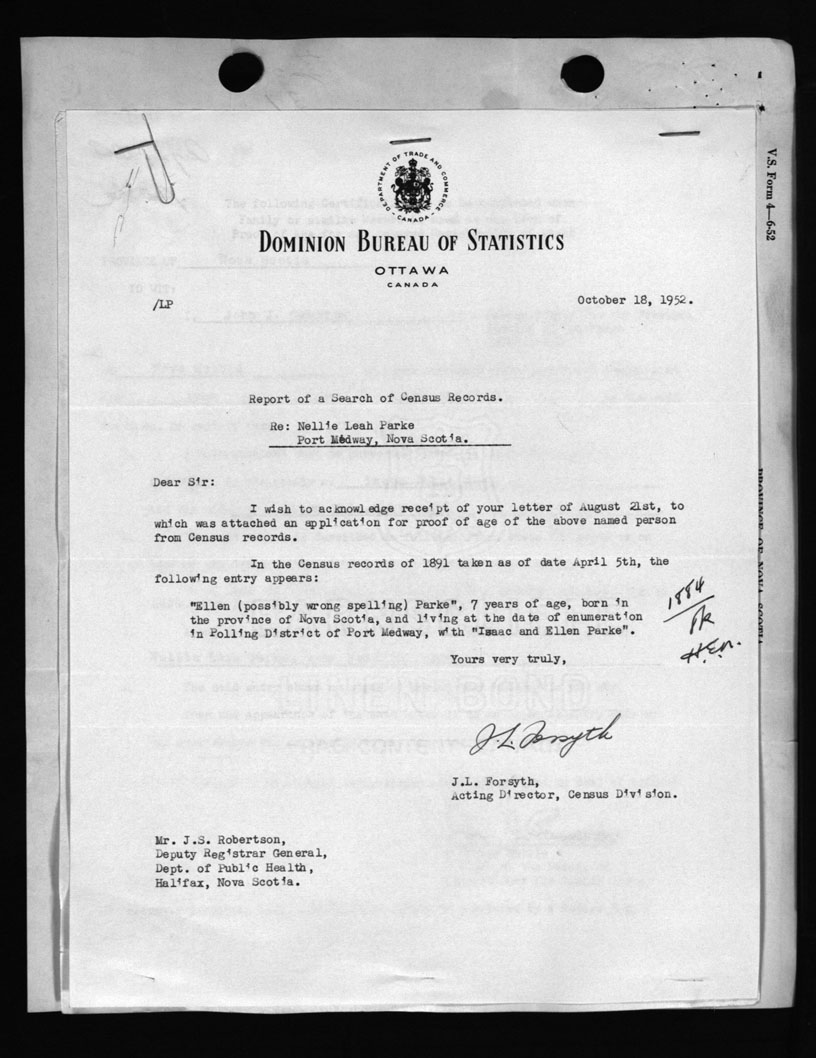 V.S. Form 4—6-52
DEPARTMENT OF TRADE AND COMMERCE
CANADA
DOMINION BUREAU OF STATISTICS
OTTAWA
CANADA
/LP
October 18, 1952.
Report of a Search of Census Records.
Re: Nellie Leah Parke
Port Medway, Nova Scotia.
Dear Sir:
I wish to acknowledge receipt of your letter of August 21st, to
which was attached an application for proof of age of the above named person
from Census records.
In the Census records of 1891 taken as of date April 5th, the
following entry appears:
"Ellen (possibly wrong spelling) Parke", 7 years of age, born in
the province of Nova Scotia, and living at the date of enumeration
in Polling District of Port Medway, with "Isaac and Ellen Parke".
1884
H.E.N.
Yours very truly,
J.L. Forsyth
J.L. Forsyth,
Acting Director, Census Division.
Mr. J.S. Robertson,
Deputy Registrar General,
Dept. of Public Health,
Halifax, Nova Scotia.
PROVINCE OF NOVA SCOTIA